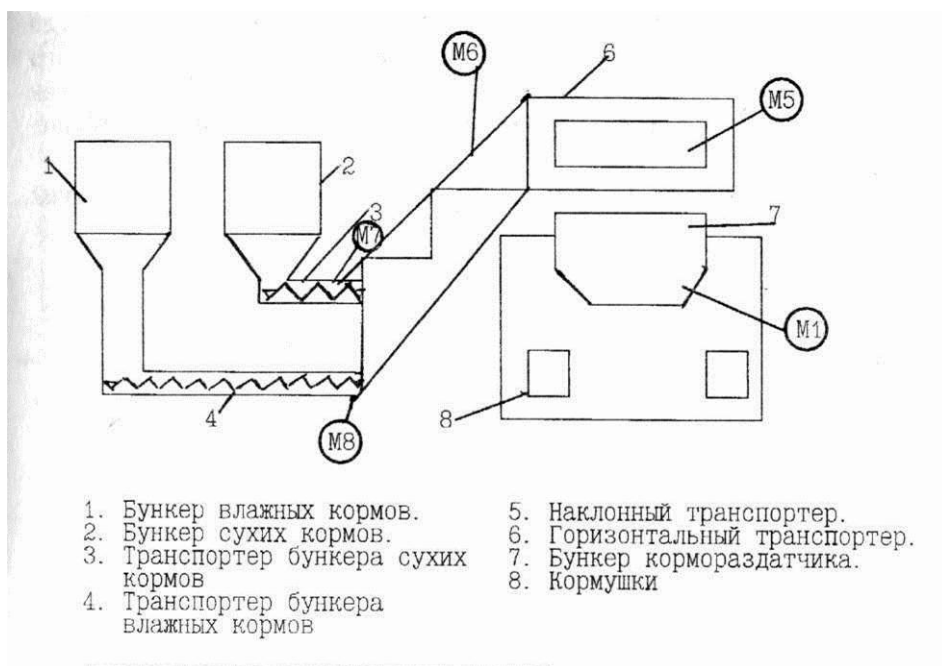 М6
6
М5
1
2
3
М7
7
М1
4
8
М8
1. Бункер влажных кормов.
2. Бункер сухих кормов.
3. Транспортер бункера сухих
кормов
4. Транспортер бункера
влажных кормов
5. Наклонный транспортер.
6. Горизонтальный транспортер.
7. Бункер кормораздатчика.
8. Кормушки